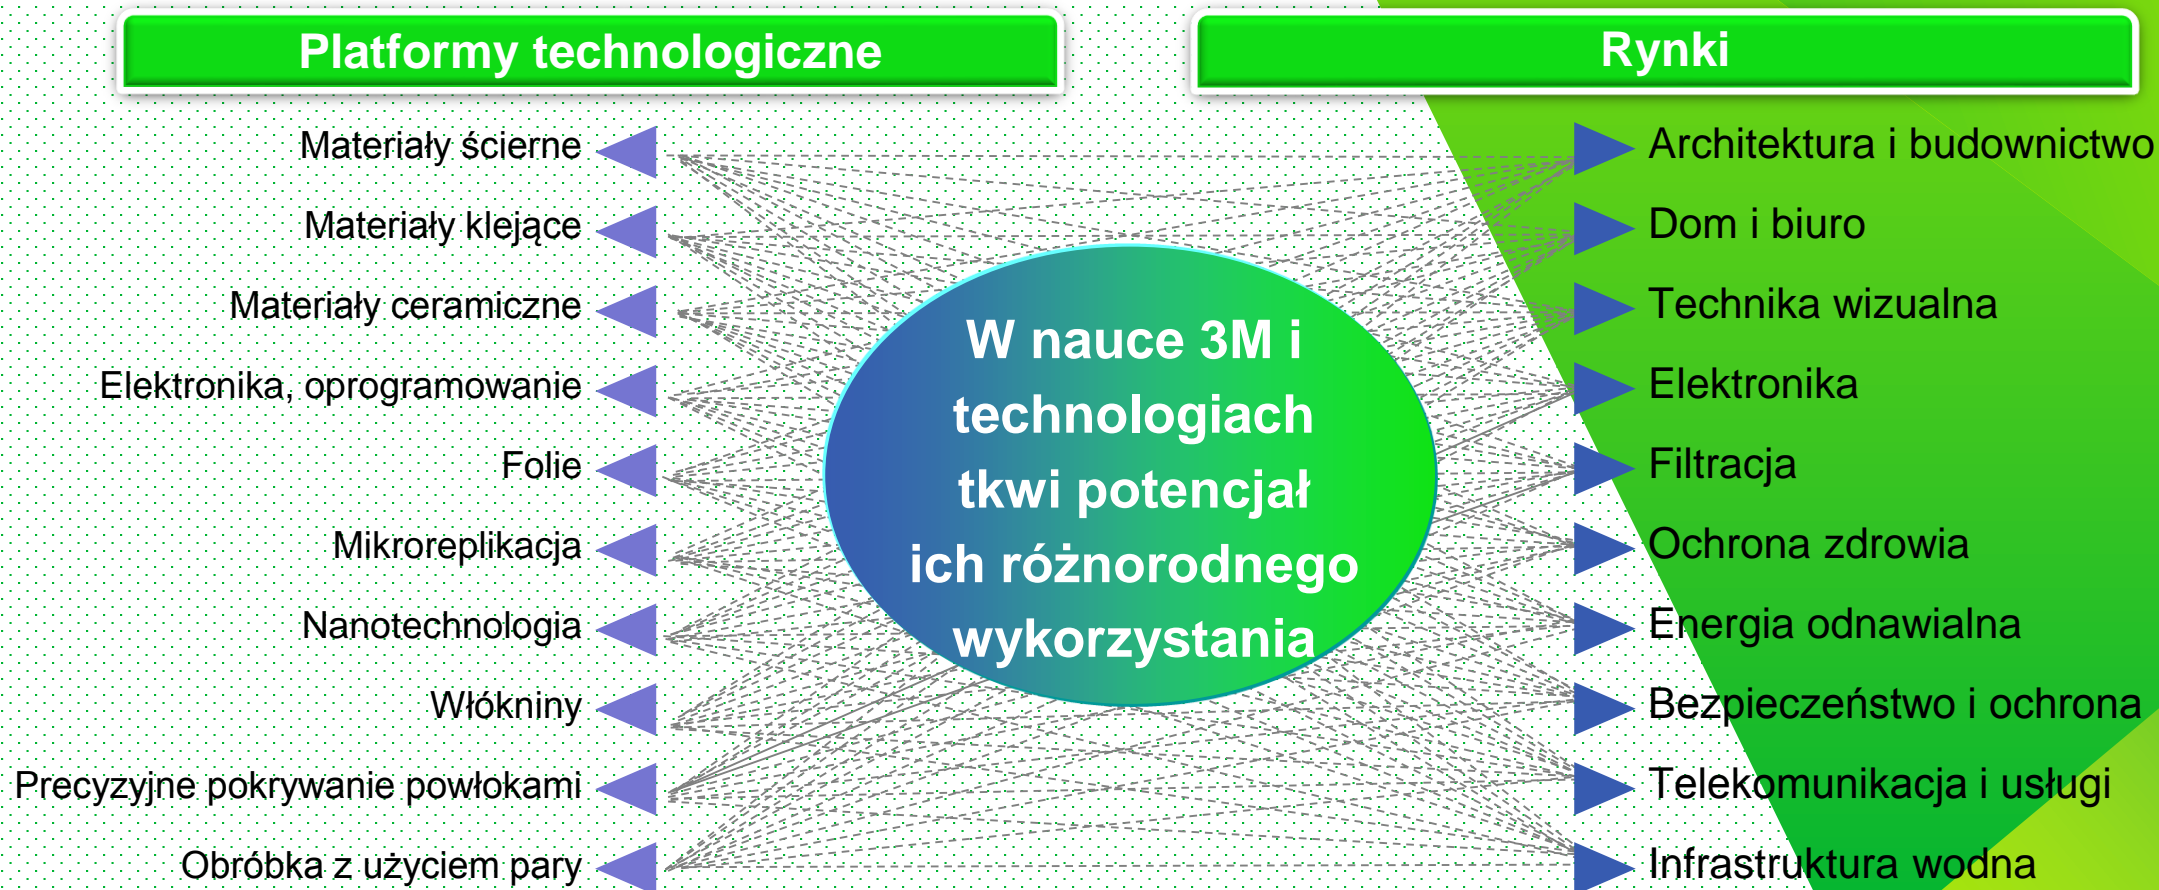 Platformy technologiczne
Rynki
Materiały ścierne
Materiały klejące
Materiały ceramiczne
Elektronika, oprogramowanie
Folie
Mikroreplikacja
Nanotechnologia
Włókniny
Precyzyjne pokrywanie powłokami
Obróbka z użyciem pary
W nauce 3M i
technologiach
tkwi potencjał
ich różnorodnego
wykorzystania
Architektura i budownictwo
Dom i biuro
Technika wizualna
Elektronika
Filtracja
Ochrona zdrowia
Energia odnawialna
Bezpieczeństwo i ochrona
Telekomunikacja i usługi
Infrastruktura wodna